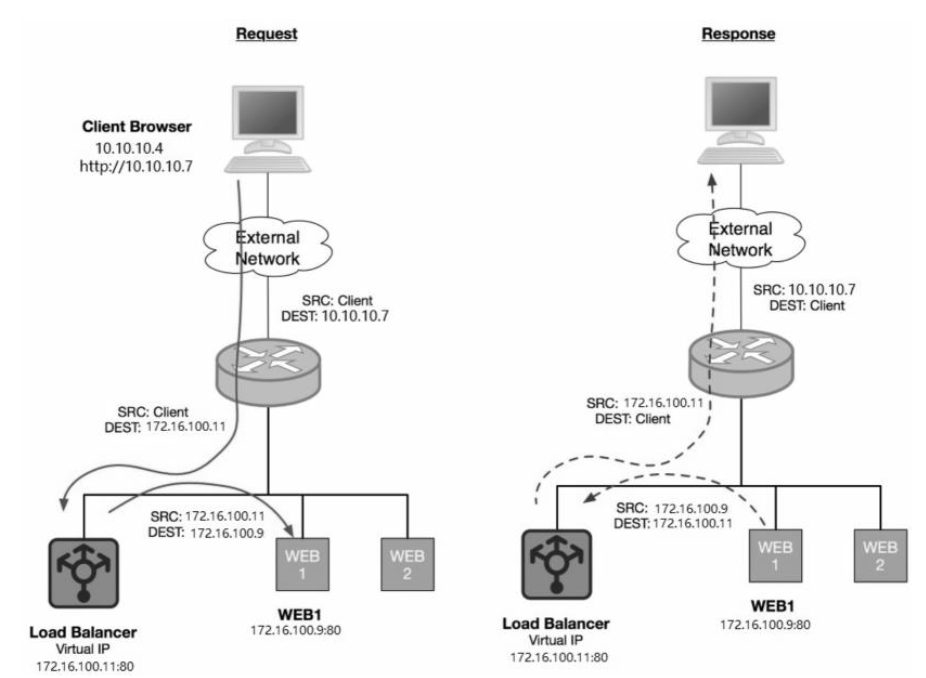 Request
Client Browser
10.10.10.4
http://10.10.10.7
External
Network
SRC: Client
DEST: 10.10.10.7
SRC: Client
DEST: 172.16.100.11
SRC: 172.16.100.11
DEST: 172.16.100.9
WEB
1
WEB
2
WEB1
172.16.100.9:80
Load Balancer
Virtual IP
172.16.100.11:80
Response
External
Network
SRC: 10.10.10.7
DEST: Client
SRC: 172.16.100.11
DEST: Client
SRC: 172.16.100.9
DEST: 172.16.100.11
WEB
1
WEB
2
WEB1
172.16.100.9:80
Load Balancer
Virtual IP
172.16.100.11:80